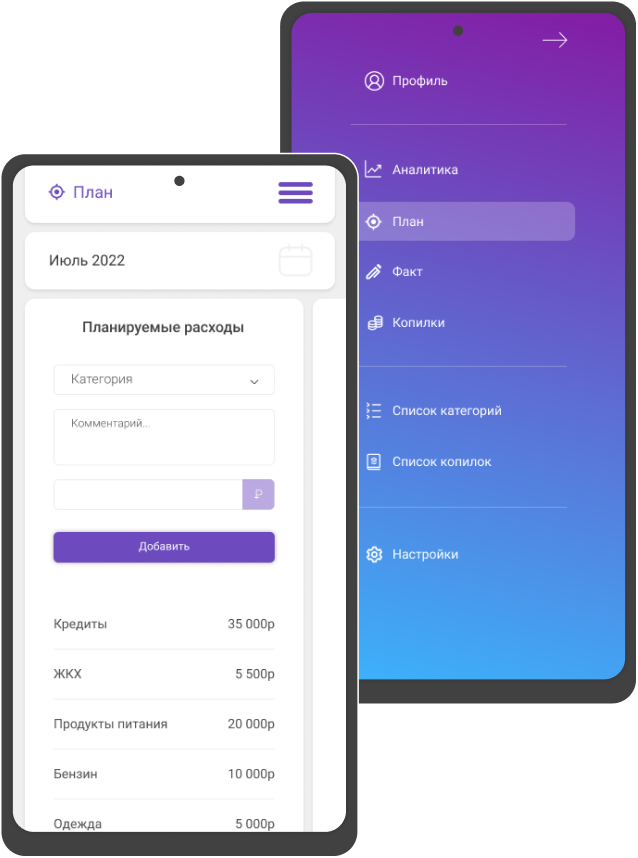 План
Июль 2022
Планируемые расходы
Категория
Комментарий...
₽
Добавить
Кредиты 35 000р
ЖКХ 5 500р
Продукты питания 20 000р
Бензин 10 000р
Одежда 5 000р
Профиль
Аналитика
План
Факт
Копилки
Список категорий
Список копилок
Настройки